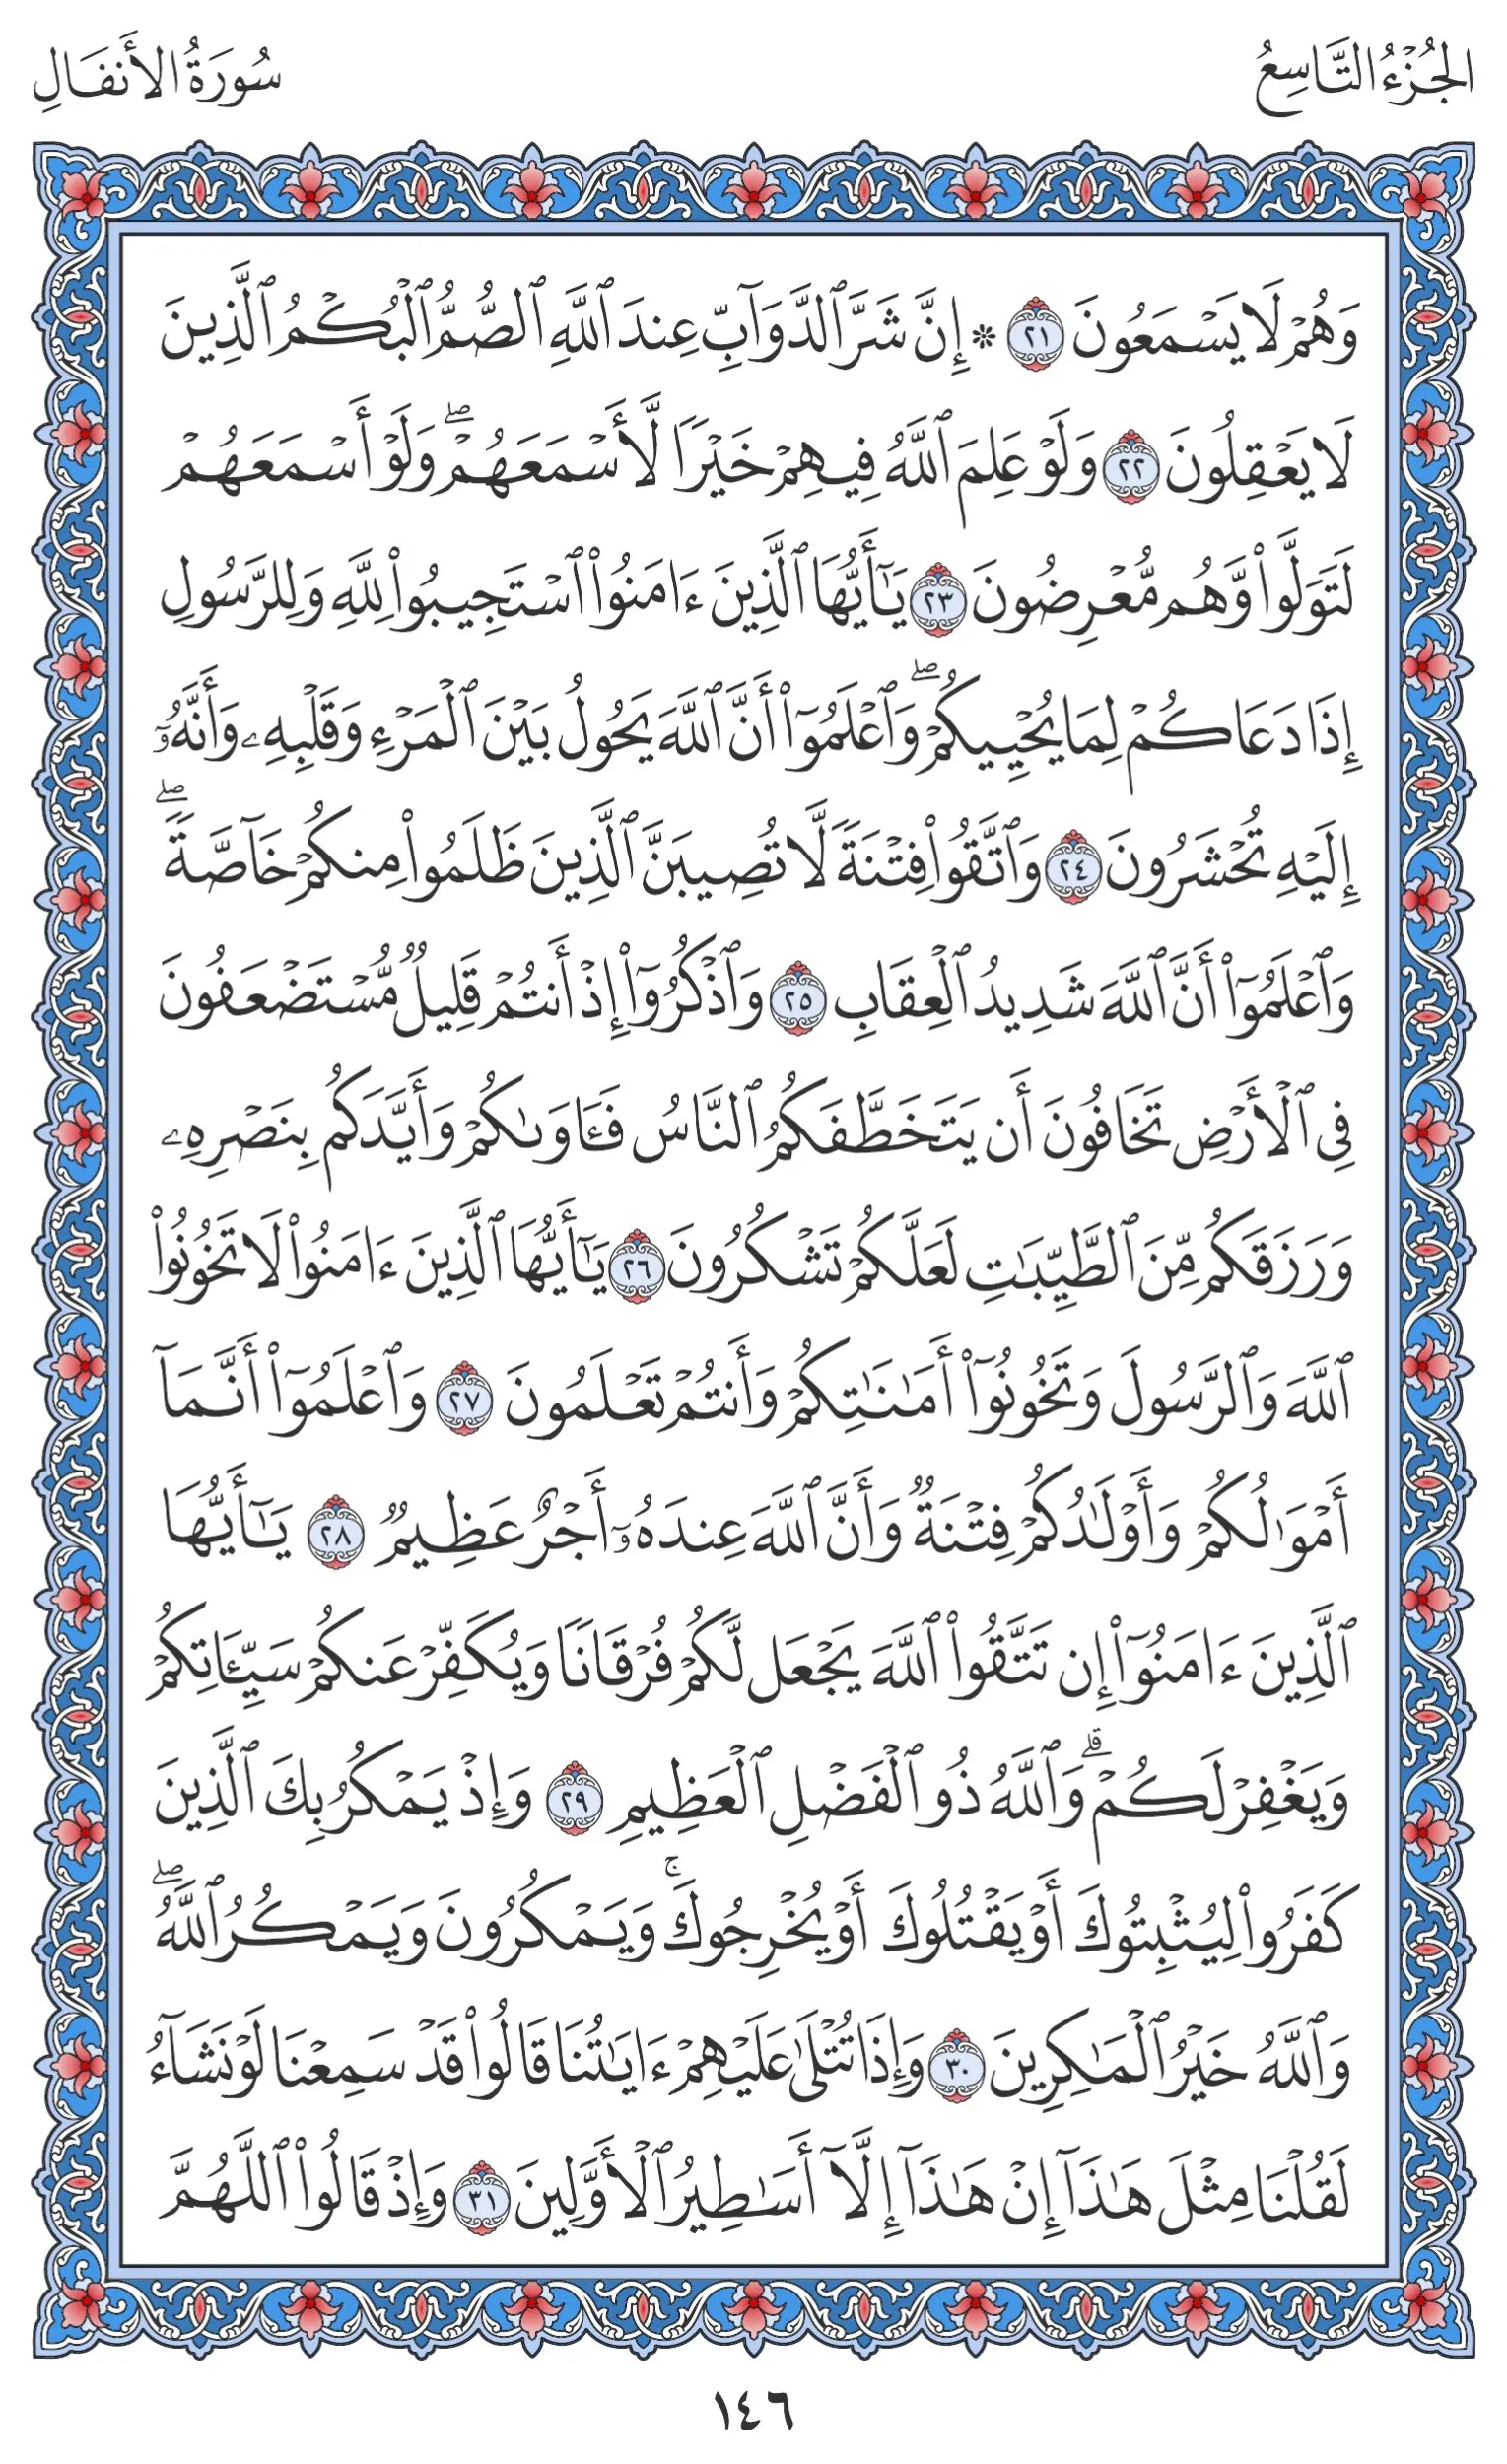 الجُزْءُ التَّاسِعُ
سُورَةُ الأَنفَالِ
وَهُمْ لَا يَسْمَعُونَ ٢١ * إِنَّ شَرَّ ٱلدَّوَآبِّ عِندَ ٱللَّهِ ٱلصُّمُّ ٱلْبُكْمُ ٱلَّذِينَ
لَا يَعْقِلُونَ ٢٢ وَلَوْ عَلِمَ ٱللَّهُ فِيهِمْ خَيْرًا لَّأَسْمَعَهُمْ ۖ وَلَوْ أَسْمَعَهُمْ
لَتَوَلَّوا۟ وَّهُم مُّعْرِضُونَ ٢٣ يَـٰٓأَيُّهَا ٱلَّذِينَ ءَامَنُوا۟ ٱسْتَجِيبُوا۟ لِلَّهِ وَلِلرَّسُولِ
إِذَا دَعَاكُمْ لِمَا يُحْيِيكُمْ ۖ وَٱعْلَمُوٓا۟ أَنَّ ٱللَّهَ يَحُولُ بَيْنَ ٱلْمَرْءِ وَقَلْبِهِۦ وَأَنَّهُۥٓ
إِلَيْهِ تُحْشَرُونَ ٢٤ وَٱتَّقُوا۟ فِتْنَةً لَّا تُصِيبَنَّ ٱلَّذِينَ ظَلَمُوا۟ مِنكُمْ خَآصَّةً ۖ
وَٱعْلَمُوٓا۟ أَنَّ ٱللَّهَ شَدِيدُ ٱلْعِقَابِ ٢٥ وَٱذْكُرُوٓا۟ إِذْ أَنتُمْ قَلِيلٌ مُّسْتَضْعَفُونَ
فِى ٱلْأَرْضِ تَخَافُونَ أَن يَتَخَطَّفَكُمُ ٱلنَّاسُ فَـَٔاوَىٰكُمْ وَأَيَّدَكُم بِنَصْرِهِۦ
وَرَزَقَكُم مِّنَ ٱلطَّيِّبَـٰتِ لَعَلَّكُمْ تَشْكُرُونَ ٢٦ يَـٰٓأَيُّهَا ٱلَّذِينَ ءَامَنُوا۟ لَا تَخُونُوا۟
ٱللَّهَ وَٱلرَّسُولَ وَتَخُونُوٓا۟ أَمَـٰنَـٰتِكُمْ وَأَنتُمْ تَعْلَمُونَ ٢٧ وَٱعْلَمُوٓا۟ أَنَّمَآ
أَمْوَٰلُكُمْ وَأَوْلَـٰدُكُمْ فِتْنَةٌ وَأَنَّ ٱللَّهَ عِندَهُۥٓ أَجْرٌ عَظِيمٌ ٢٨ يَـٰٓأَيُّهَا
ٱلَّذِينَ ءَامَنُوٓا۟ إِن تَتَّقُوا۟ ٱللَّهَ يَجْعَل لَّكُمْ فُرْقَانًا وَيُكَفِّرْ عَنكُمْ سَيِّـَٔاتِكُمْ
وَيَغْفِرْ لَكُمْ ۗ وَٱللَّهُ ذُو ٱلْفَضْلِ ٱلْعَظِيمِ ٢٩ وَإِذْ يَمْكُرُ بِكَ ٱلَّذِينَ
كَفَرُوا۟ لِيُثْبِتُوكَ أَوْ يَقْتُلُوكَ أَوْ يُخْرِجُوكَ ۚ وَيَمْكُرُونَ وَيَمْكُرُ ٱللَّهُ ۖ
وَٱللَّهُ خَيْرُ ٱلْمَـٰكِرِينَ ٣٠ وَإِذَا تُتْلَىٰ عَلَيْهِمْ ءَايَـٰتُنَا قَالُوا۟ قَدْ سَمِعْنَا لَوْ نَشَآءُ
لَقُلْنَا مِثْلَ هَـٰذَآ إِنْ هَـٰذَآ إِلَّآ أَسَـٰطِيرُ ٱلْأَوَّلِينَ ٣١ وَإِذْ قَالُوا۟ ٱللَّهُمَّ
١٤٦